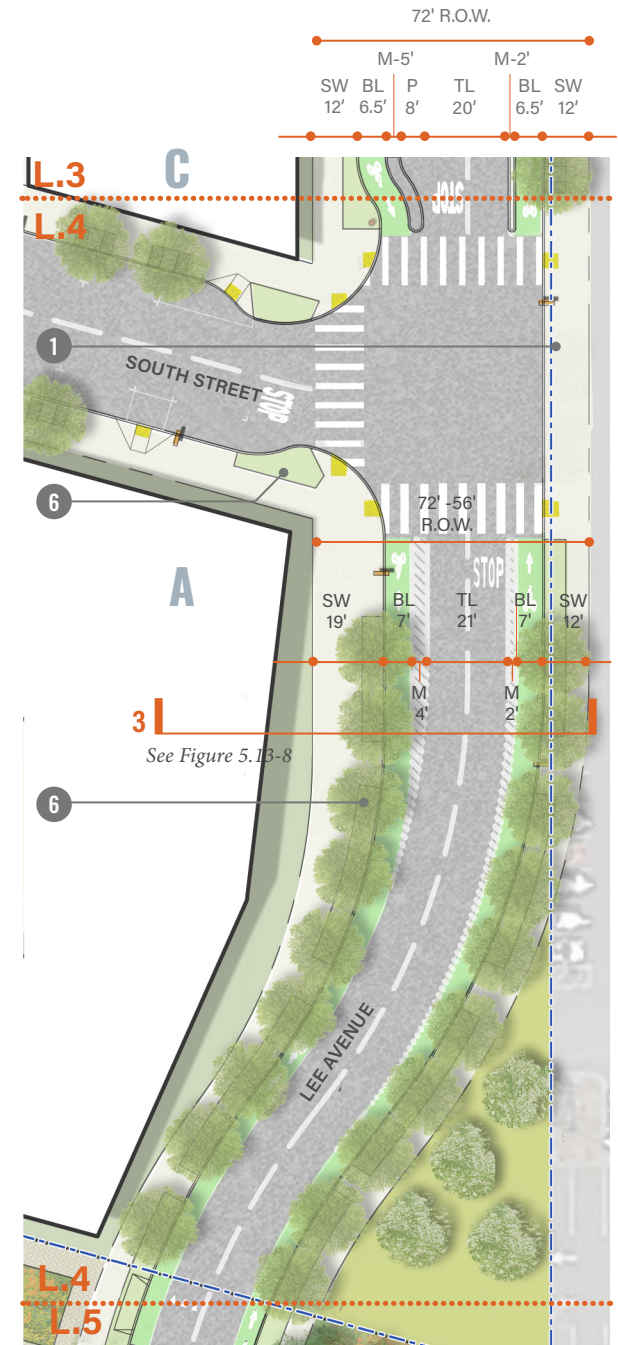 72' R.O.W.
M-5' M-2'
SW BL P TL BL SW
12' 6.5' 8' 20' 6.5' 12'
L.3 C
STOP
L.4
1
SOUTH STREET
STOP
6
72' -56'
R.O.W.
A
STOP
SW BL TL BL SW
19' 7' 21' 7' 12'
M M
4' 2'
3
See Figure 5.13-8
6
LEE AVENUE
L.4
L.5